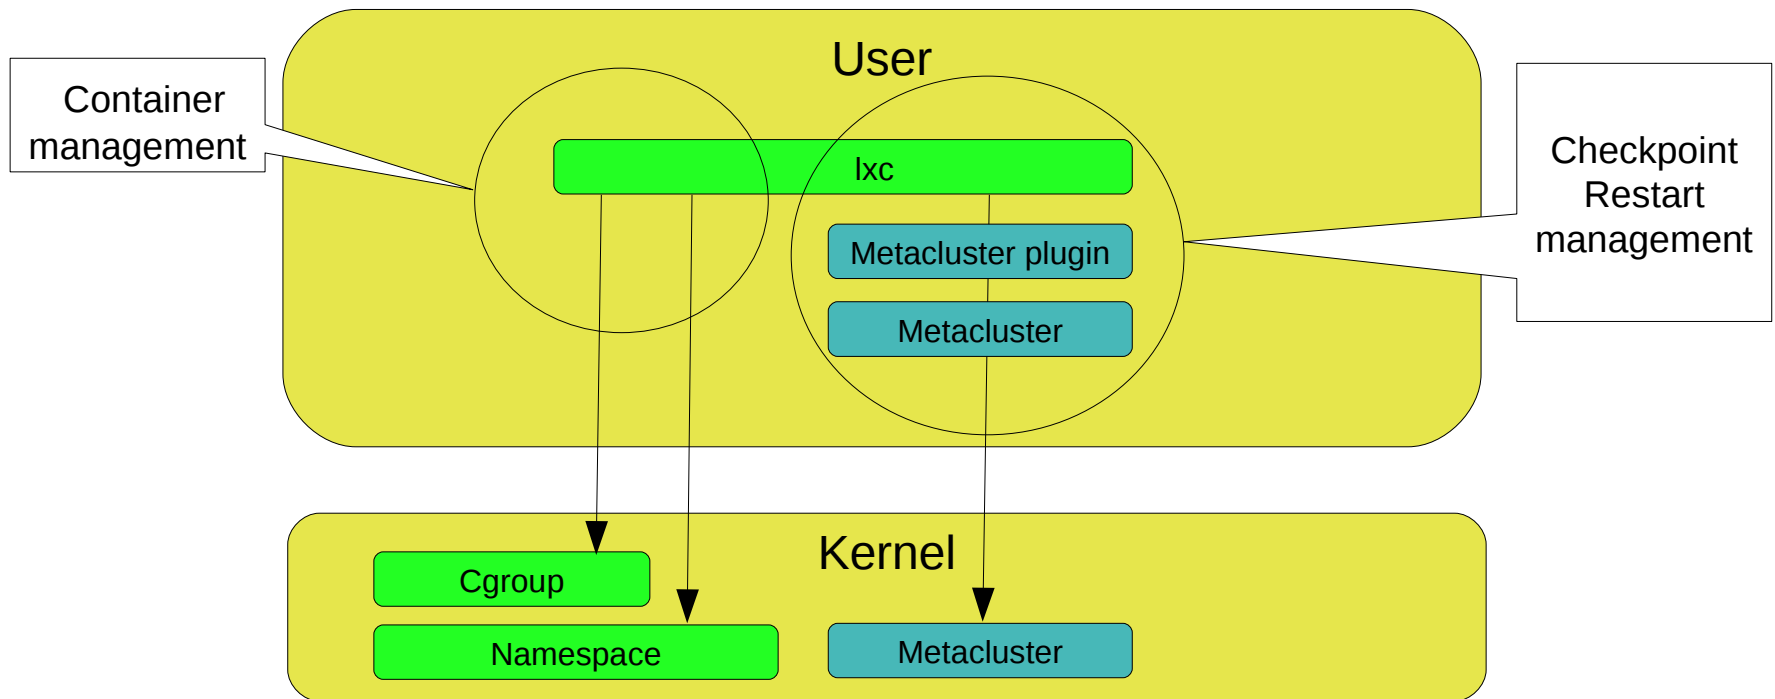 User
Container
management
Checkpoint
Restart
management
lxc
Metacluster plugin
Metacluster
Kernel
Cgroup
Namespace
Metacluster